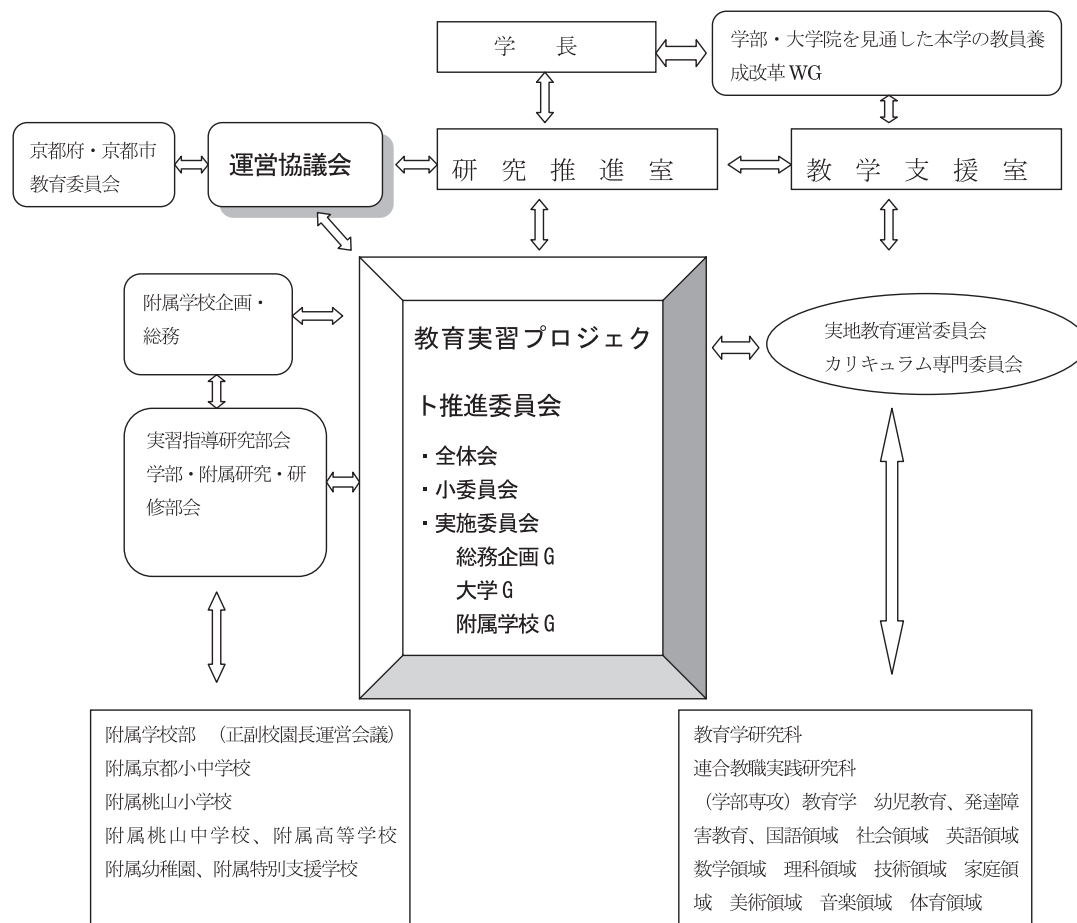 学　長
学部・大学院を見通した本学の教員養
成改革 WG
京都府・京都市
教育委員会
運営協議会
研 究 推 進 室
教 学 支 援 室
附属学校企画・
総務
教育実習プロジェク
ト推進委員会
・全体会
・小委員会
・実施委員会
総務企画 G
大学 G
附属学校 G
実地教育運営委員会
カリキュラム専門委員会
実習指導研究部会
学部・附属研究・研
修部会
附属学校部　（正副校園長運営会議）
附属京都小中学校
附属桃山小学校
附属桃山中学校、附属高等学校
附属幼稚園、附属特別支援学校
教育学研究科
連合教職実践研究科
（学部専攻）教育学　幼児教育、発達障
害教育、国語領域　社会領域　英語領域
数学領域　理科領域　技術領域　家庭領
域　美術領域　音楽領域　体育領域